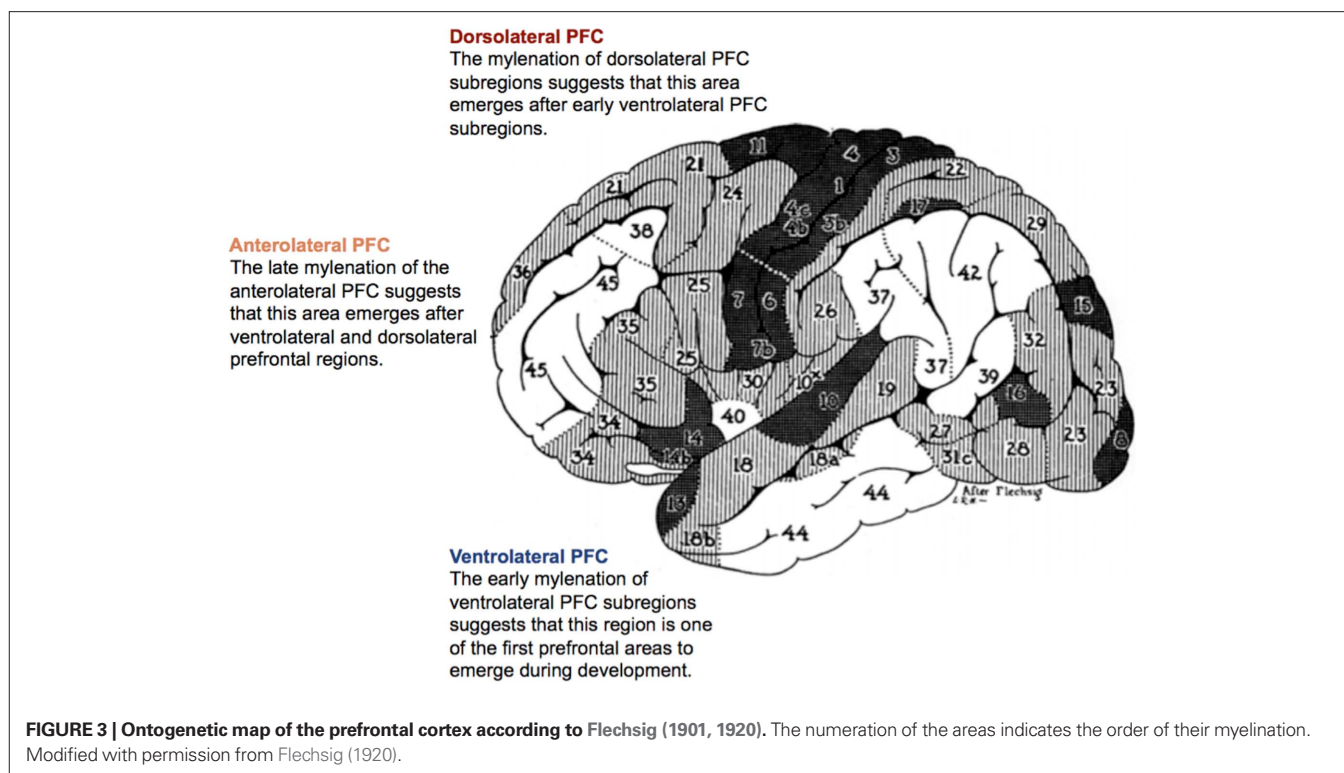 Dorsolateral PFC
The mylenation of dorsolateral PFC
subregions suggests that this area
emerges after early ventrolateral PFC
subregions.
Anterolateral PFC
The late mylenation of the
anterolateral PFC suggests
that this area emerges after
ventrolateral and dorsolateral
prefrontal regions.
11
4
3
21
22
21
24
1
17
4c
3b
29
4b
38
36
42
45
25
7
6
37
15
26
35
32
7b
25
37
39
45
35
30
10x
19
23
10
16
40
34
14
27
23
8
14b
18
18a
31c
28
34
After Flechsig
13
44
18b
44
Ventrolateral PFC
The early mylenation of
ventrolateral PFC subregions
suggests that this region is one
of the first prefrontal areas to
emerge during development.
FIGURE 3 | Ontogenetic map of the prefrontal cortex according to Flechsig (1901, 1920). The numeration of the areas indicates the order of their myelination.
Modified with permission from Flechsig (1920).